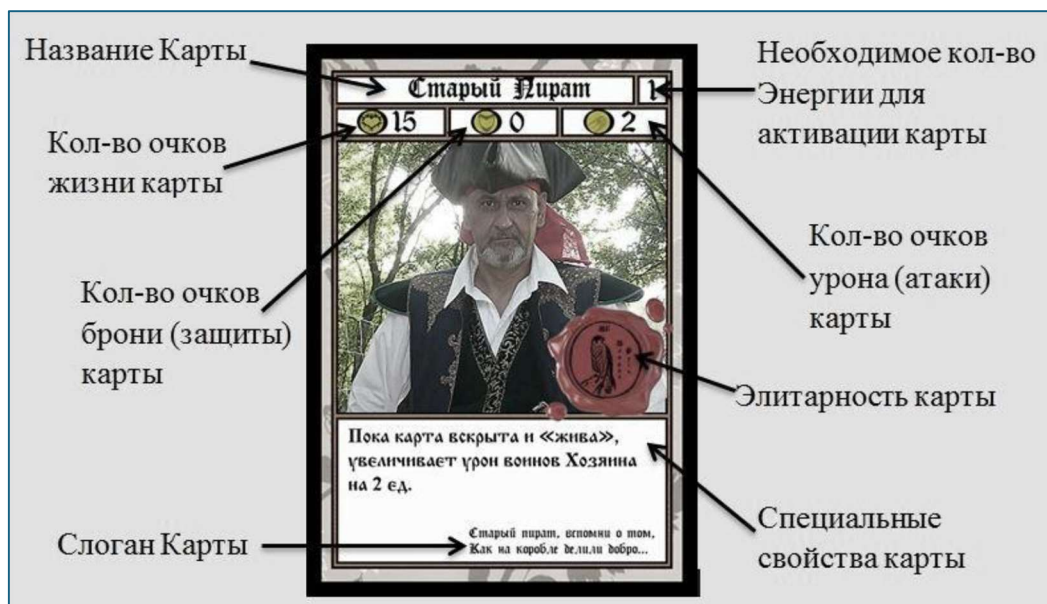 Название Карты
Необходимое кол-во
Энергии для
активации карты
Старый Пират
1
15
0
2
Кол-во очков
жизни карты
Кол-во очков
урона (атаки)
карты
Кол-во очков
брони (защиты)
карты
Элитарность карты
Пока карта вскрыта и «жива»,
увеличивает урон воинов Хозяина
на 2 ед.
Специальные
свойства карты
Слоган Карты
Старый пират, вспомни о том,
Как на коробле делили добро...